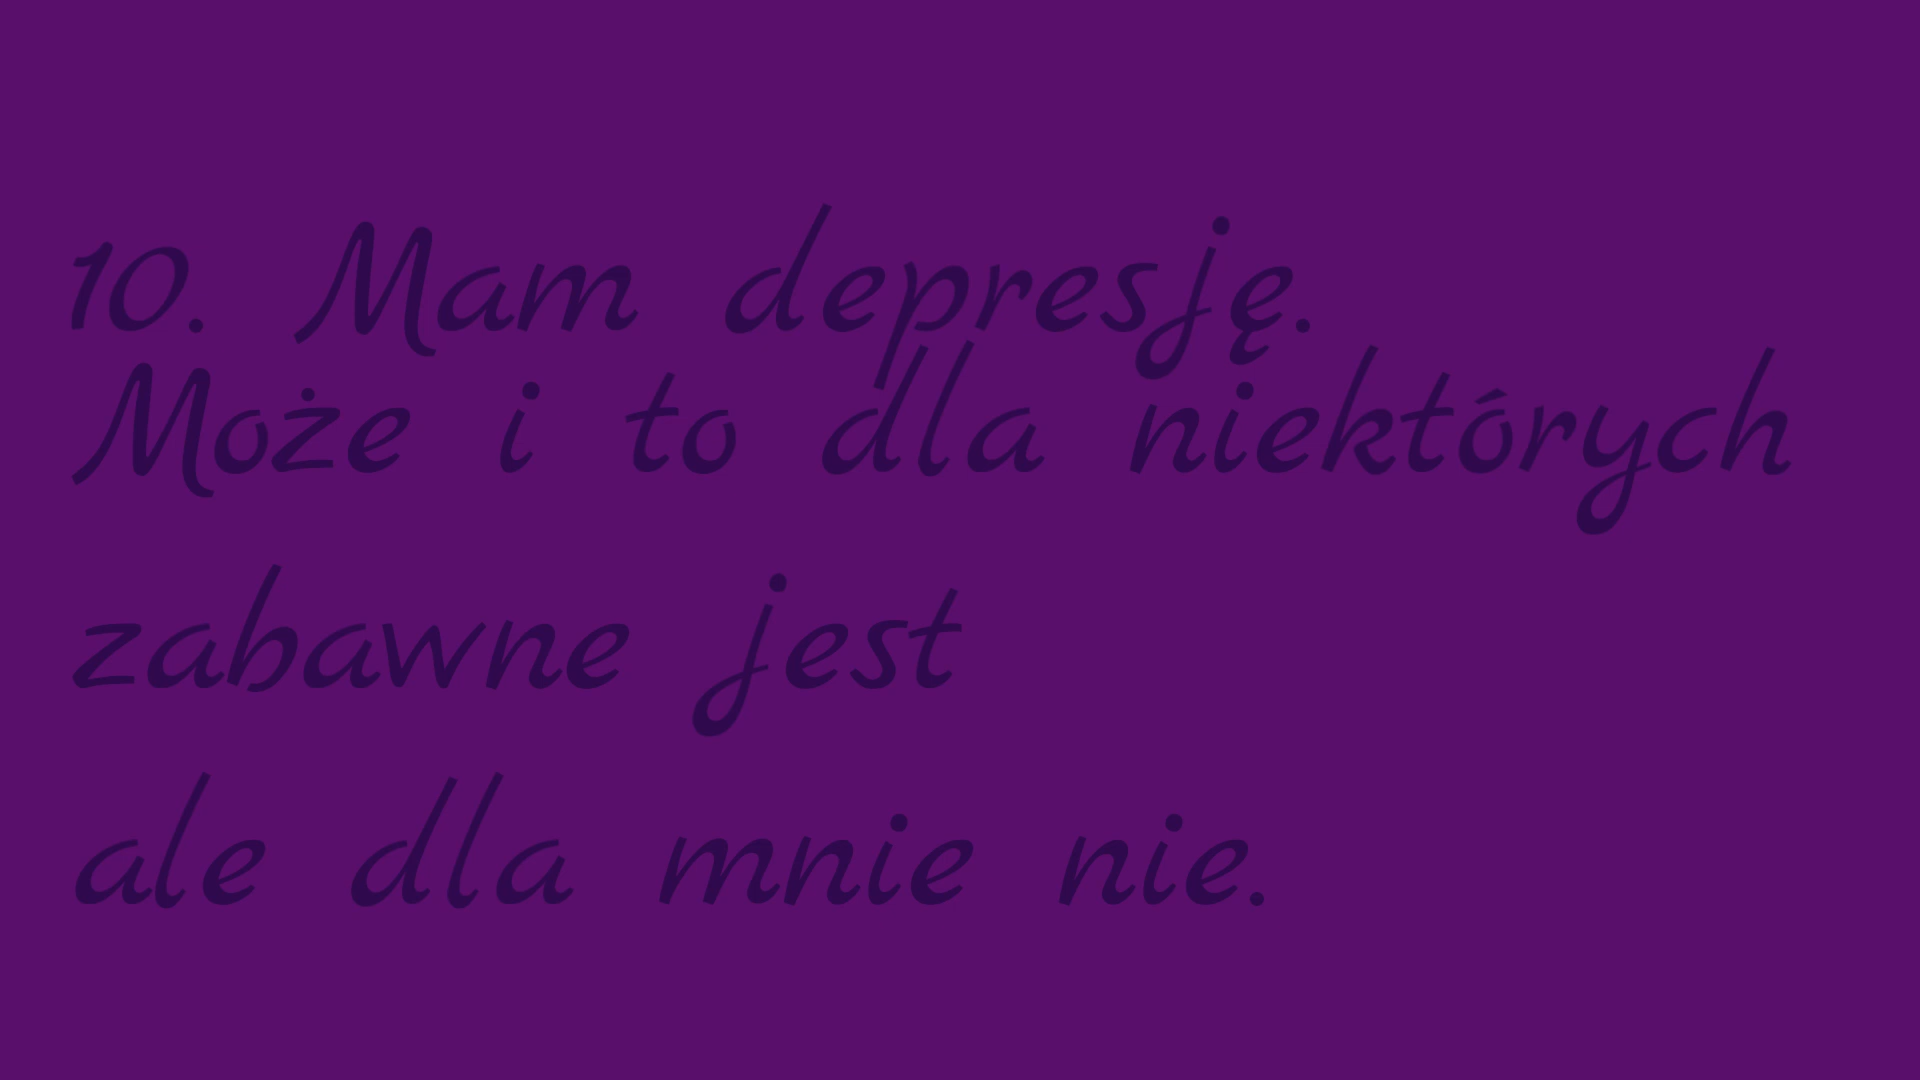 10. Mam depresję.
Może i to dla niektórych
zabawne jest
ale dla mnie nie.